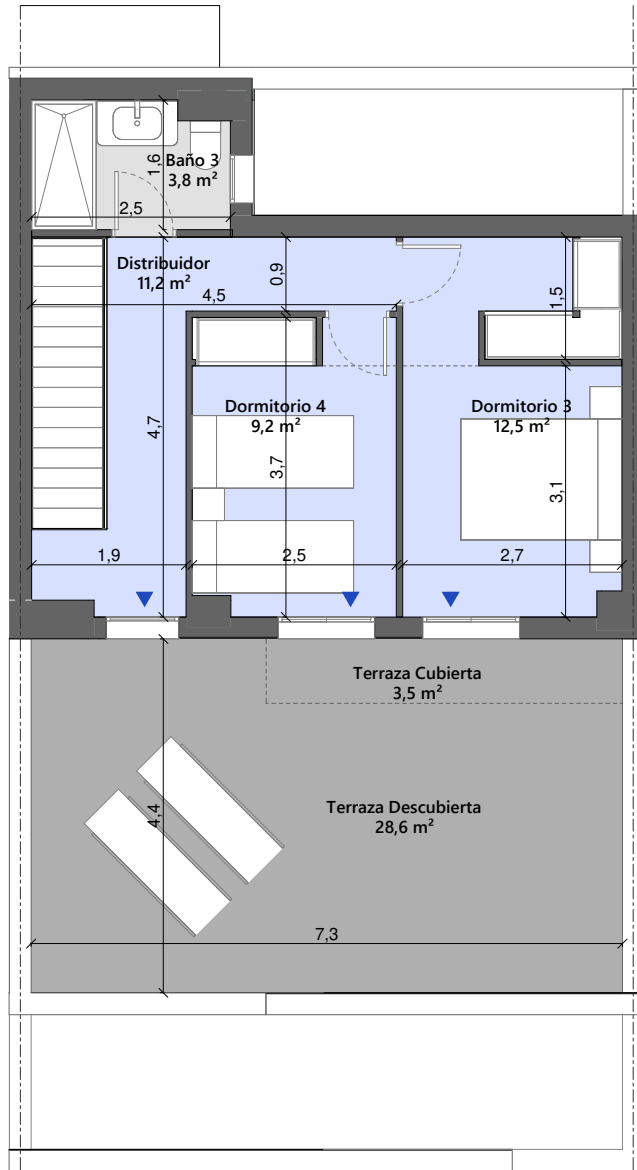 1,6
Baño 3
3,8 m²
2,5
Distribuidor
11,2 m²
0,9
4,5
1,5
Dormitorio 4
9,2 m²
Dormitorio 3
12,5 m²
4,7
3,7
3,1
1,9
2,5
2,7
Terraza Cubierta
3,5 m²
Terraza Descubierta
28,6 m²
4,4
7,3